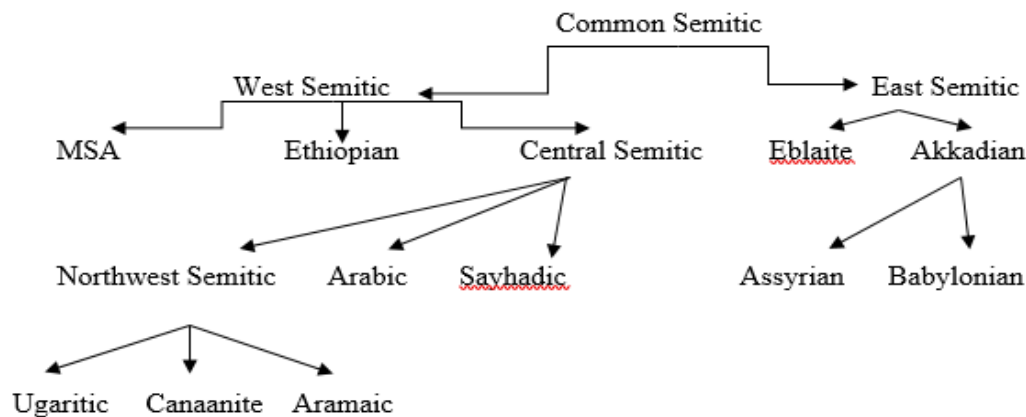 Common Semitic
West Semitic East Semitic
MSA Ethiopian Central Semitic Eblaite Akkadian
Northwest Semitic Arabic Sayhadic Assyrian Babylonian
Ugaritic Canaanite Aramaic